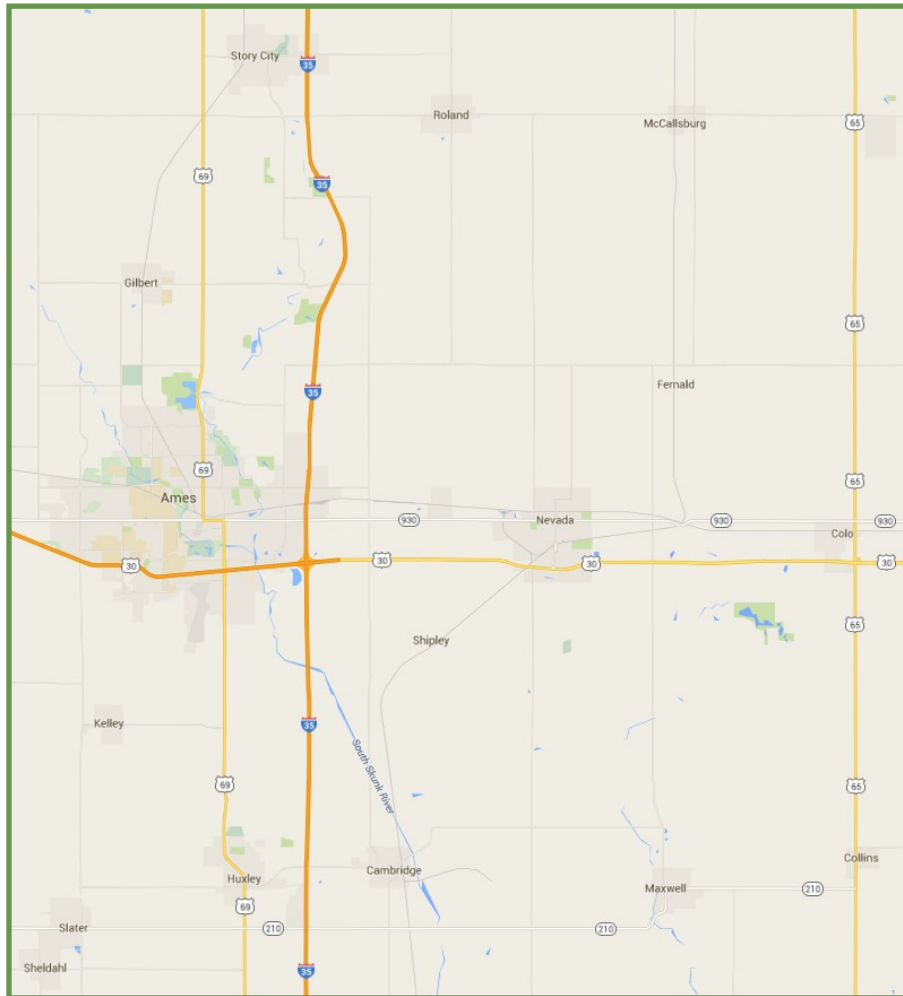 Story City
35
Roland
McCallsburg
65
69
35
Gilbert
65
35
Fernald
69
65
Ames
930
Nevada
930
930
Colo
30
30
30
30
65
Shipley
Kelley
35
South Skunk River
69
65
Collins
Cambridge
Huxley
Maxwell
210
69
Slater
210
210
Sheldahl
35